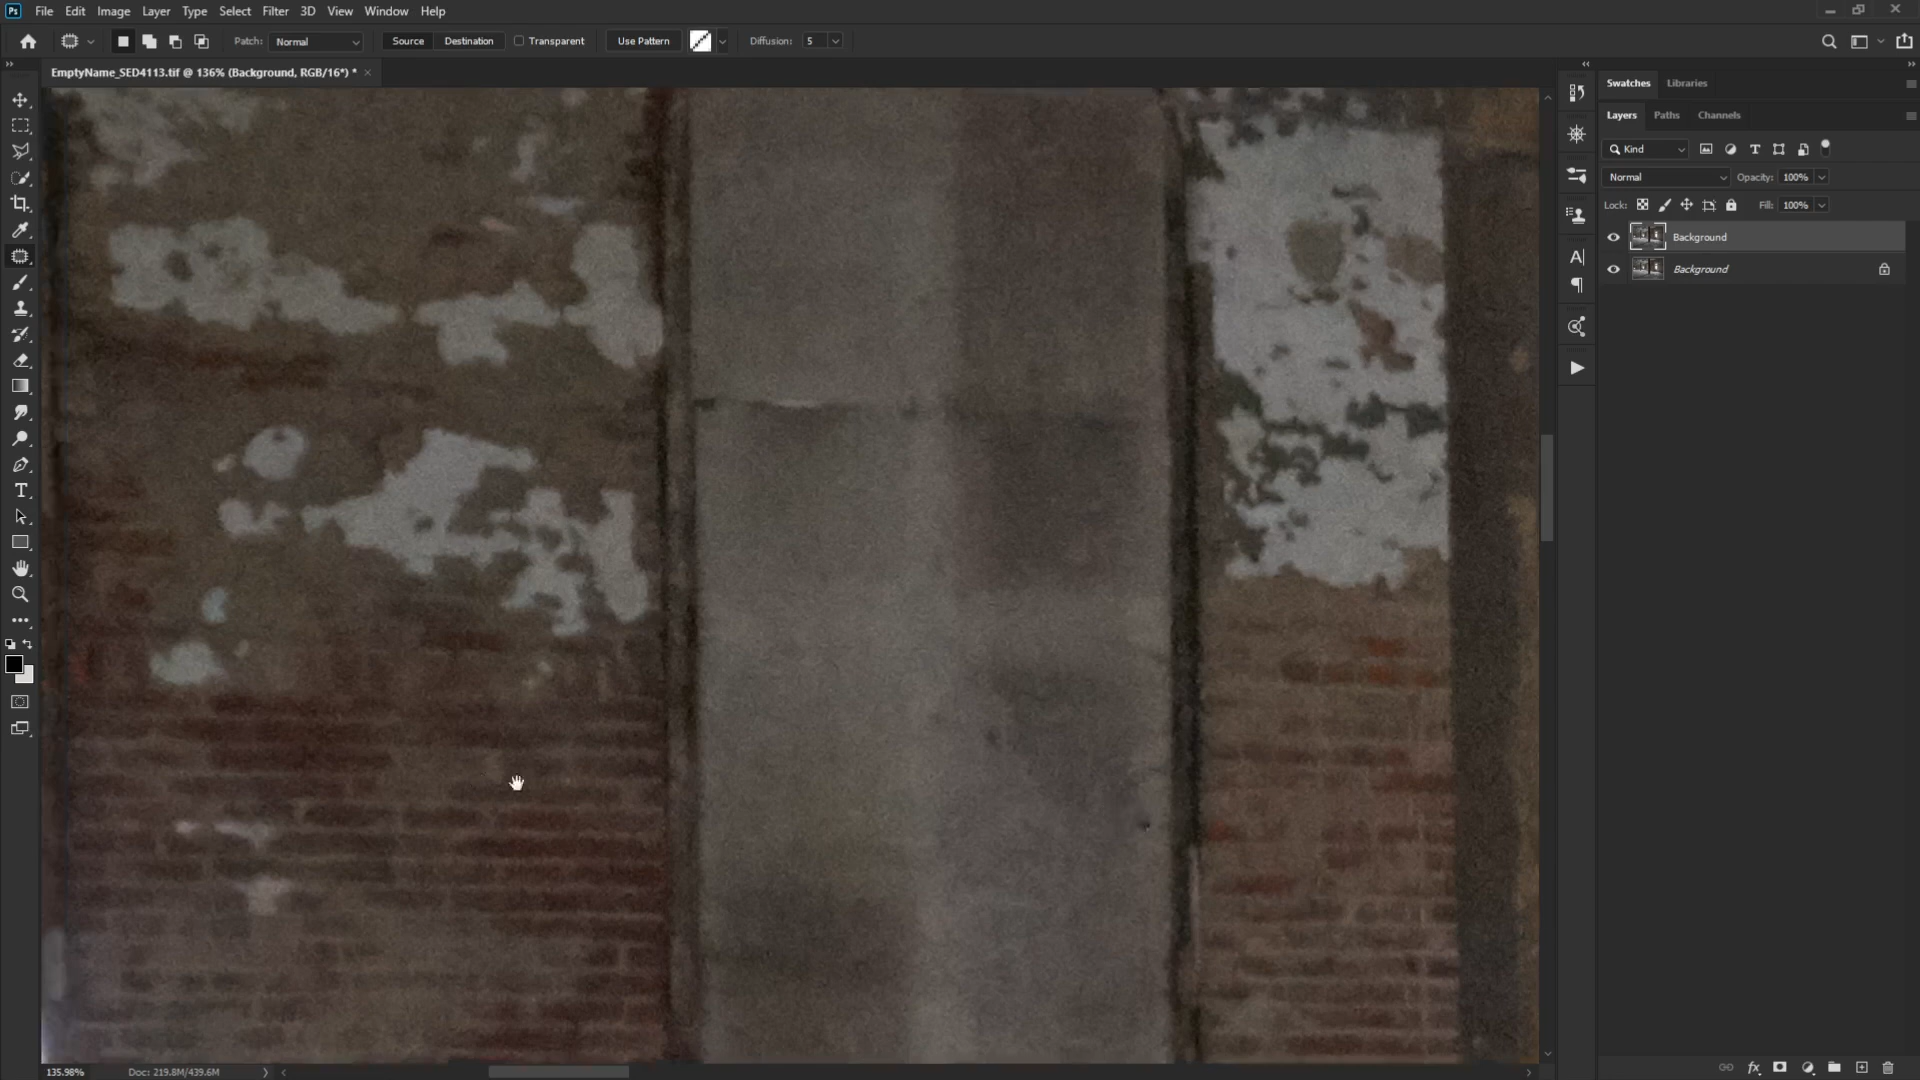 Ps File Edit Image Layer Type Select Filter 3D View Window Help
Patch: Normal Source Destination Transparent Use Pattern Diffusion: 5
EmptyName_SED4113.tif @ 136% (Background, RGB/16*) * ×
Swatches Libraries
Layers Paths Channels
Kind
Normal Opacity: 100%
Lock: Fill: 100%
Background
Background
135.98% Doc: 219.8M/439.6M